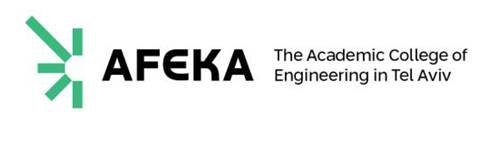 AFEKA
The Academic College of
Engineering in Tel Aviv